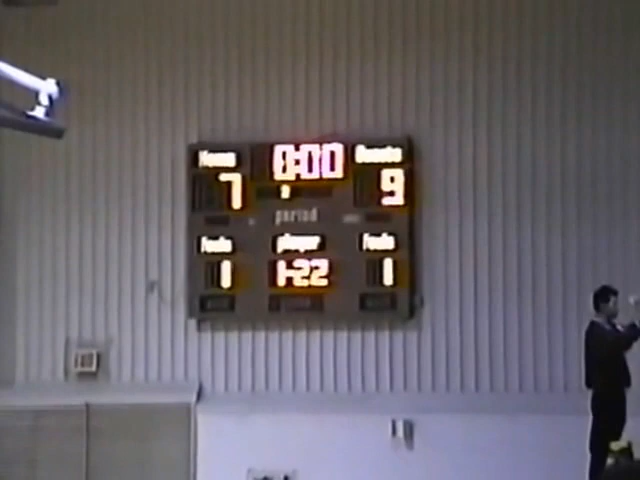 Home 0:00 Guests
7 9
period
fouls player fouls
1 1-22 1